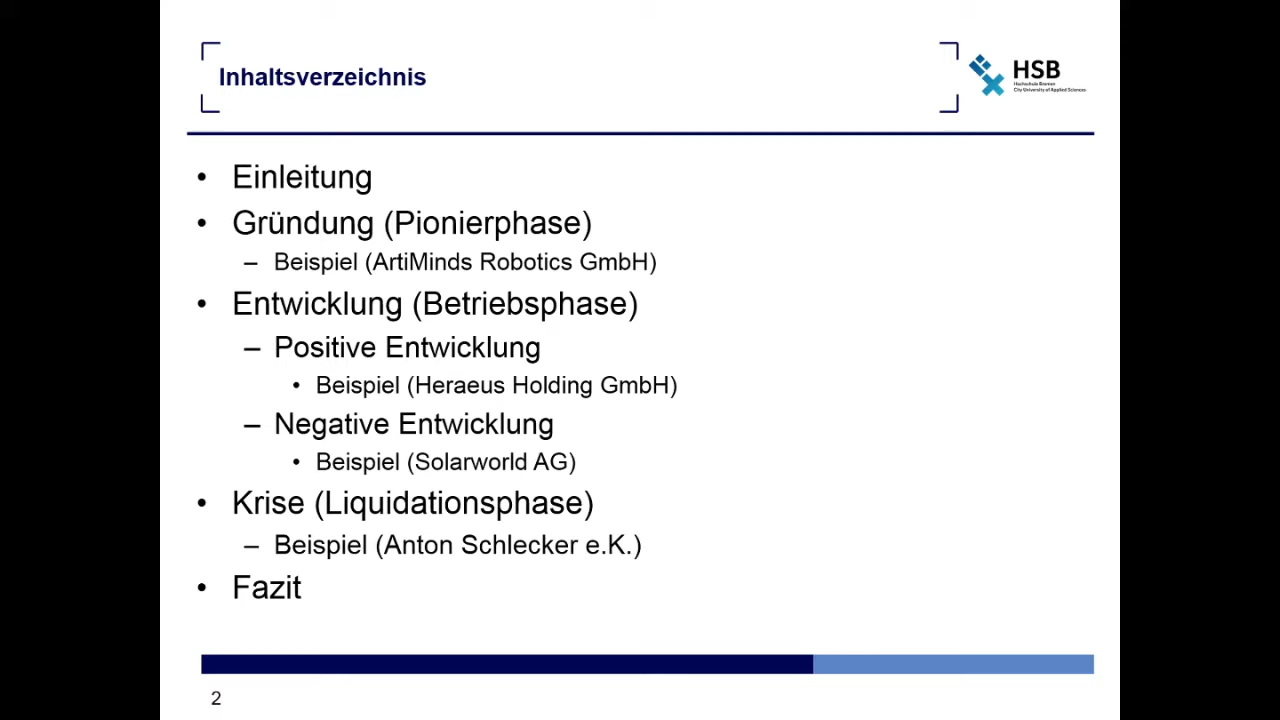 Inhaltsverzeichnis
HSB
Hochschule Bremen
City University of Applied Sciences
• Einleitung
• Gründung (Pionierphase)
– Beispiel (ArtiMinds Robotics GmbH)
• Entwicklung (Betriebsphase)
– Positive Entwicklung
• Beispiel (Heraeus Holding GmbH)
– Negative Entwicklung
• Beispiel (Solarworld AG)
• Krise (Liquidationsphase)
– Beispiel (Anton Schlecker e.K.)
• Fazit
2